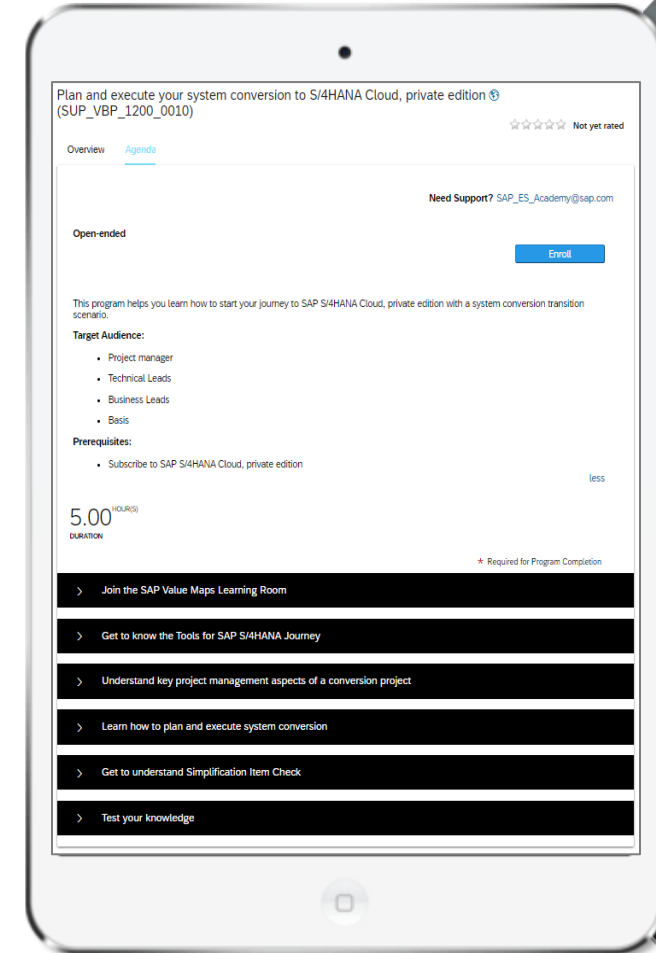 Plan and execute your system conversion to S/4HANA Cloud, private edition
(SUP_VBP_1200_0010)
Not yet rated
Overview Agenda
Need Support? SAP_ES_Academy@sap.com
Open-ended
Enroll
This program helps you learn how to start your journey to SAP S/4HANA Cloud, private edition with a system conversion transition
scenario.
Target Audience:
• Project manager
• Technical Leads
• Business Leads
• Basis
Prerequisites:
• Subscribe to SAP S/4HANA Cloud, private edition
less
5.00 HOUR(S)
DURATION
* Required for Program Completion
Join the SAP Value Maps Learning Room
Get to know the Tools for SAP S/4HANA Journey
Understand key project management aspects of a conversion project
Learn how to plan and execute system conversion
Get to understand Simplification Item Check
Test your knowledge